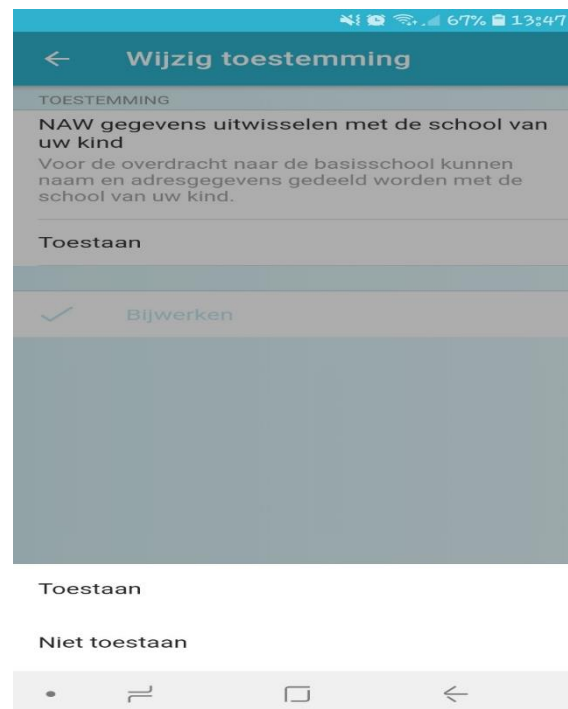 67% 13:47
Wijzig toestemming
TOESTEMMING
NAW gegevens uitwisselen met de school van
uw kind
Voor de overdracht naar de basisschool kunnen
naam en adresgegevens gedeeld worden met de
school van uw kind.
Toestaan
Bijwerken
Toestaan
Niet toestaan